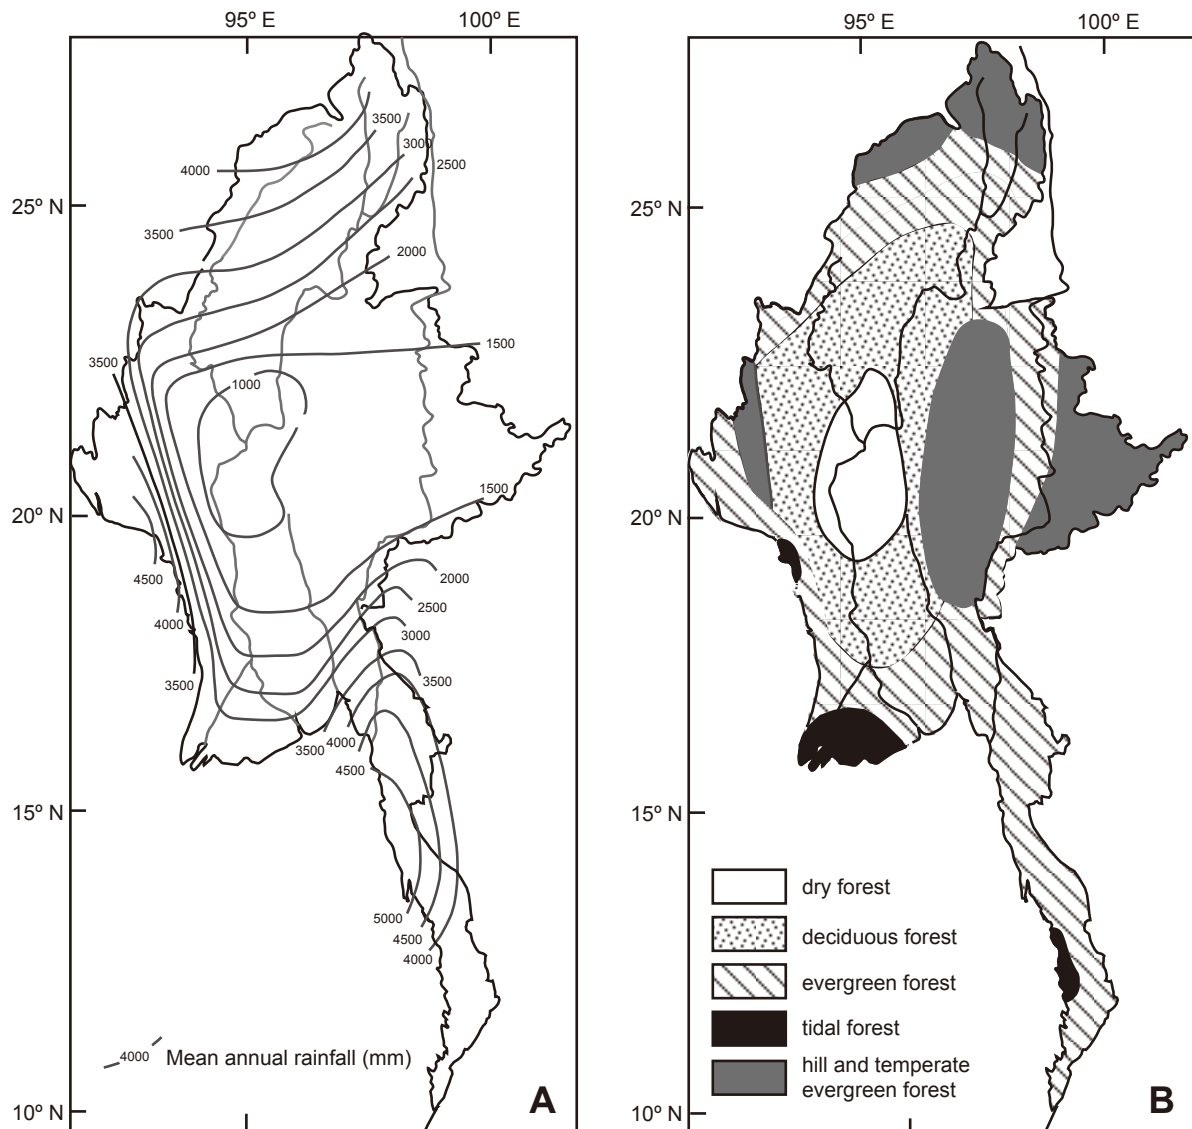 95º E
100º E
95º E
100º E
3500
3000
2500
4000
25º N
3500
2000
25º N
1500
3500
1000
1500
20º N
20º N
4500
2000
2500
4000
3000
3500
3500
3500
4000
4500
15º N
15º N
dry forest
5000
4500
4000
deciduous forest
evergreen forest
tidal forest
4000
Mean annual rainfall (mm)
hill and temperate
evergreen forest
10º N
A
10º N
B